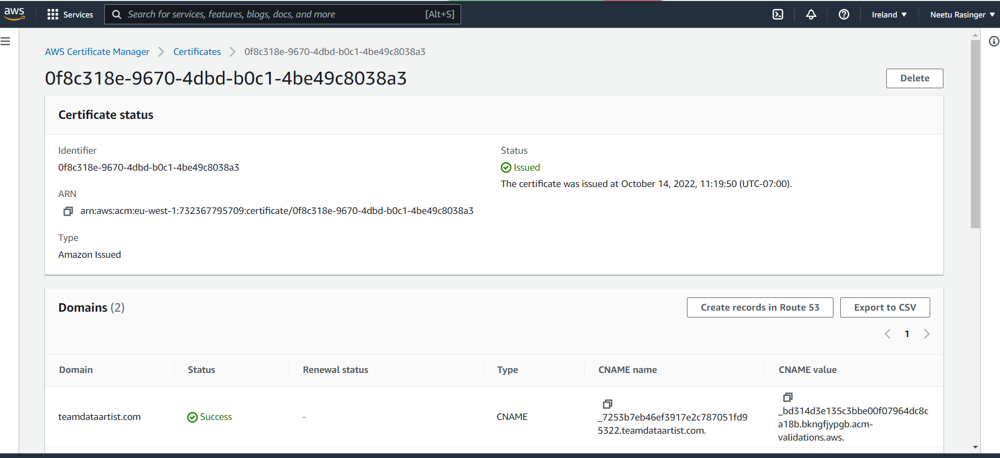 aws
Services
Search for services, features, blogs, docs, and more
[Alt+S]
Ireland
Neetu Rasinger
AWS Certificate Manager
Certificates
0f8c318e-9670-4dbd-b0c1-4be49c8038a3
0f8c318e-9670-4dbd-b0c1-4be49c8038a3
Delete
Certificate status
Identifier
0f8c318e-9670-4dbd-b0c1-4be49c8038a3
Status
Issued
The certificate was issued at October 14, 2022, 11:19:50 (UTC-07:00).
ARN
arn:aws:acm:eu-west-1:732367795709:certificate/0f8c318e-9670-4dbd-b0c1-4be49c8038a3
Type
Amazon Issued
Domains (2)
Create records in Route 53
Export to CSV
1
Domain
Status
Renewal status
Type
CNAME name
CNAME value
teamdataartist.com
Success
-
CNAME
_7253b7eb46ef3917e2c787051fd9
5322.teamdataartist.com.
_bd314d3e135c3bbe00f07964dc8c
a18b.bkngfjypgb.acm-
validations.aws.